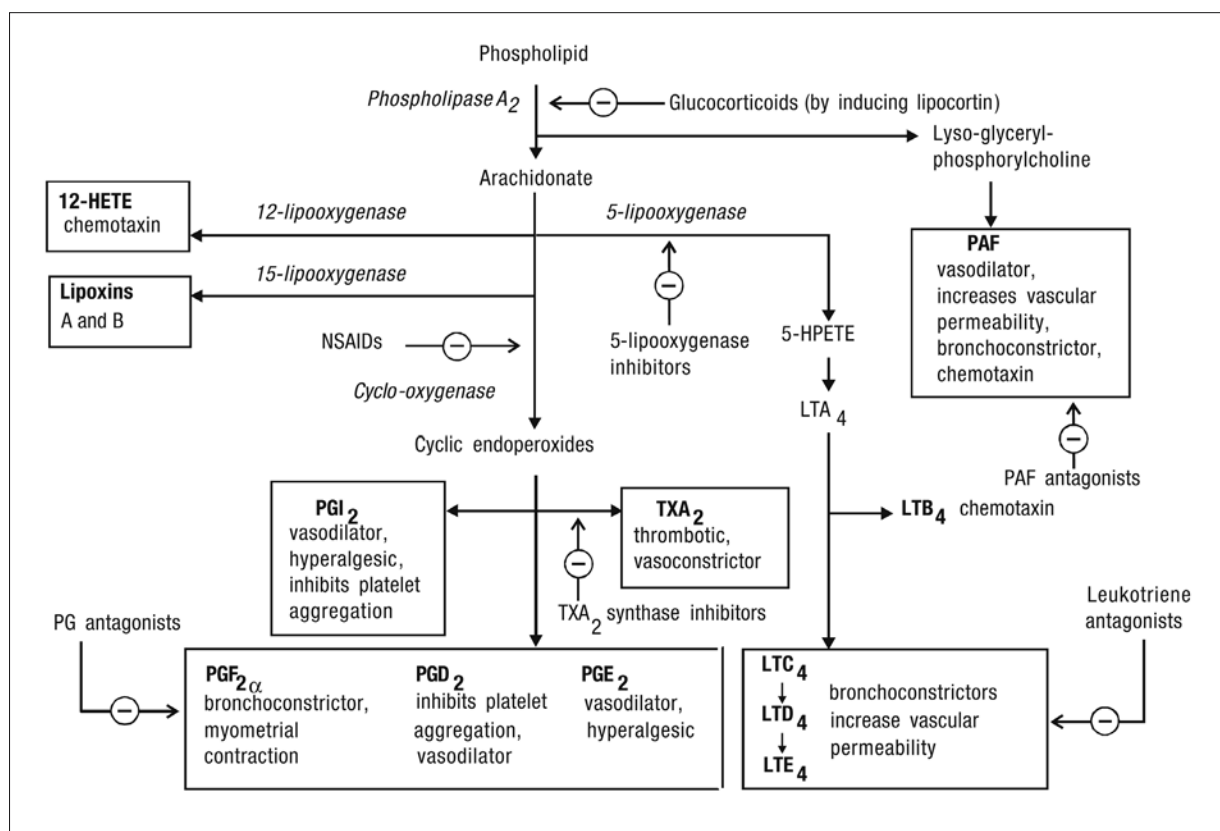 Phospholipid
Phospholipase A2
Glucocorticoids (by inducing lipocortin)
Lyso-glyceryl-
phosphorylcholine
Arachidonate
12-HETE
chemotaxin
12-lipooxygenase
5-lipooxygenase
PAF
vasodilator,
increases vascular
permeability,
bronchoconstrictor,
chemotaxin
15-lipooxygenase
Lipoxins
A and B
NSAIDs
5-lipooxygenase
inhibitors
5-HPETE
Cyclo-oxygenase
LTA 4
Cyclic endoperoxides
PAF antagonists
PGI2
vasodilator,
hyperalgesic,
inhibits platelet
aggregation
TXA2
thrombotic,
vasoconstrictor
LTB4 chemotaxin
TXA2 synthase inhibitors
PG antagonists
Leukotriene
antagonists
PGF2α
bronchoconstrictor,
myometrial
contraction
PGD2
inhibits platelet
aggregation,
vasodilator
PGE2
vasodilator,
hyperalgesic
LTC4
LTD4
LTE4
bronchoconstrictors
increase vascular
permeability